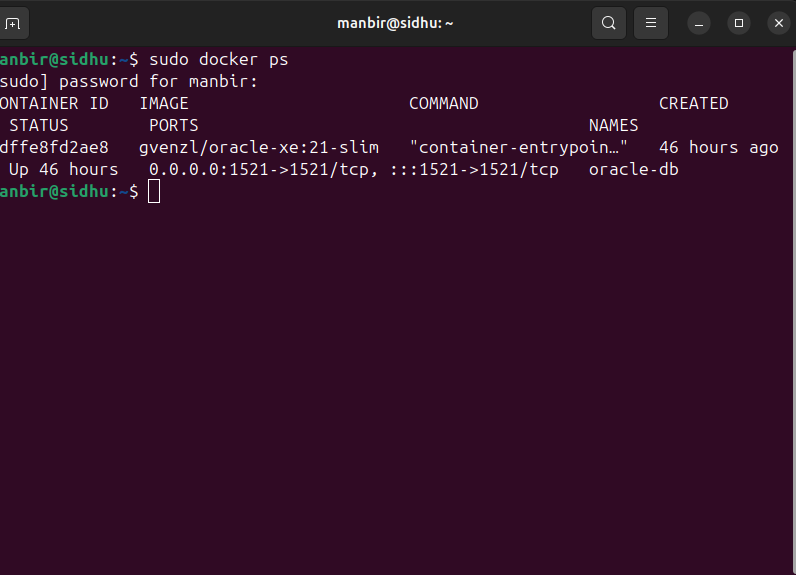 manbir@sidhu: ~
anbir@sidhu:~$ sudo docker ps
sudo] password for manbir:
ONTAINER ID   IMAGE                      COMMAND                  CREATED
 STATUS        PORTS                                       NAMES
dffe8fd2ae8   gvenzl/oracle-xe:21-slim   "container-entrypoin…"   46 hours ago
 Up 46 hours   0.0.0.0:1521->1521/tcp, :::1521->1521/tcp   oracle-db
anbir@sidhu:~$